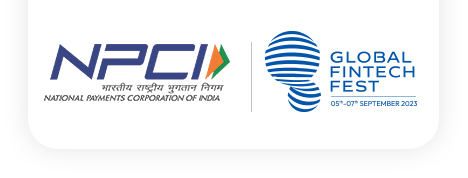 NPCI
भारतीय राष्ट्रीय भुगतान निगम
NATIONAL PAYMENTS CORPORATION OF INDIA
GLOBAL
FINTECH
FEST
05th-07th SEPTEMBER 2023